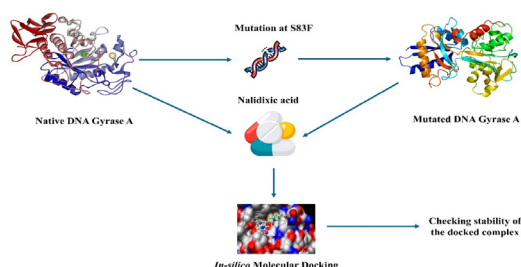 Mutation at S83F
Nalidixic acid
Native DNA Gyrase A
Mutated DNA Gyrase A
Checking stability of
the docked complex
In-silico Molecular Docking